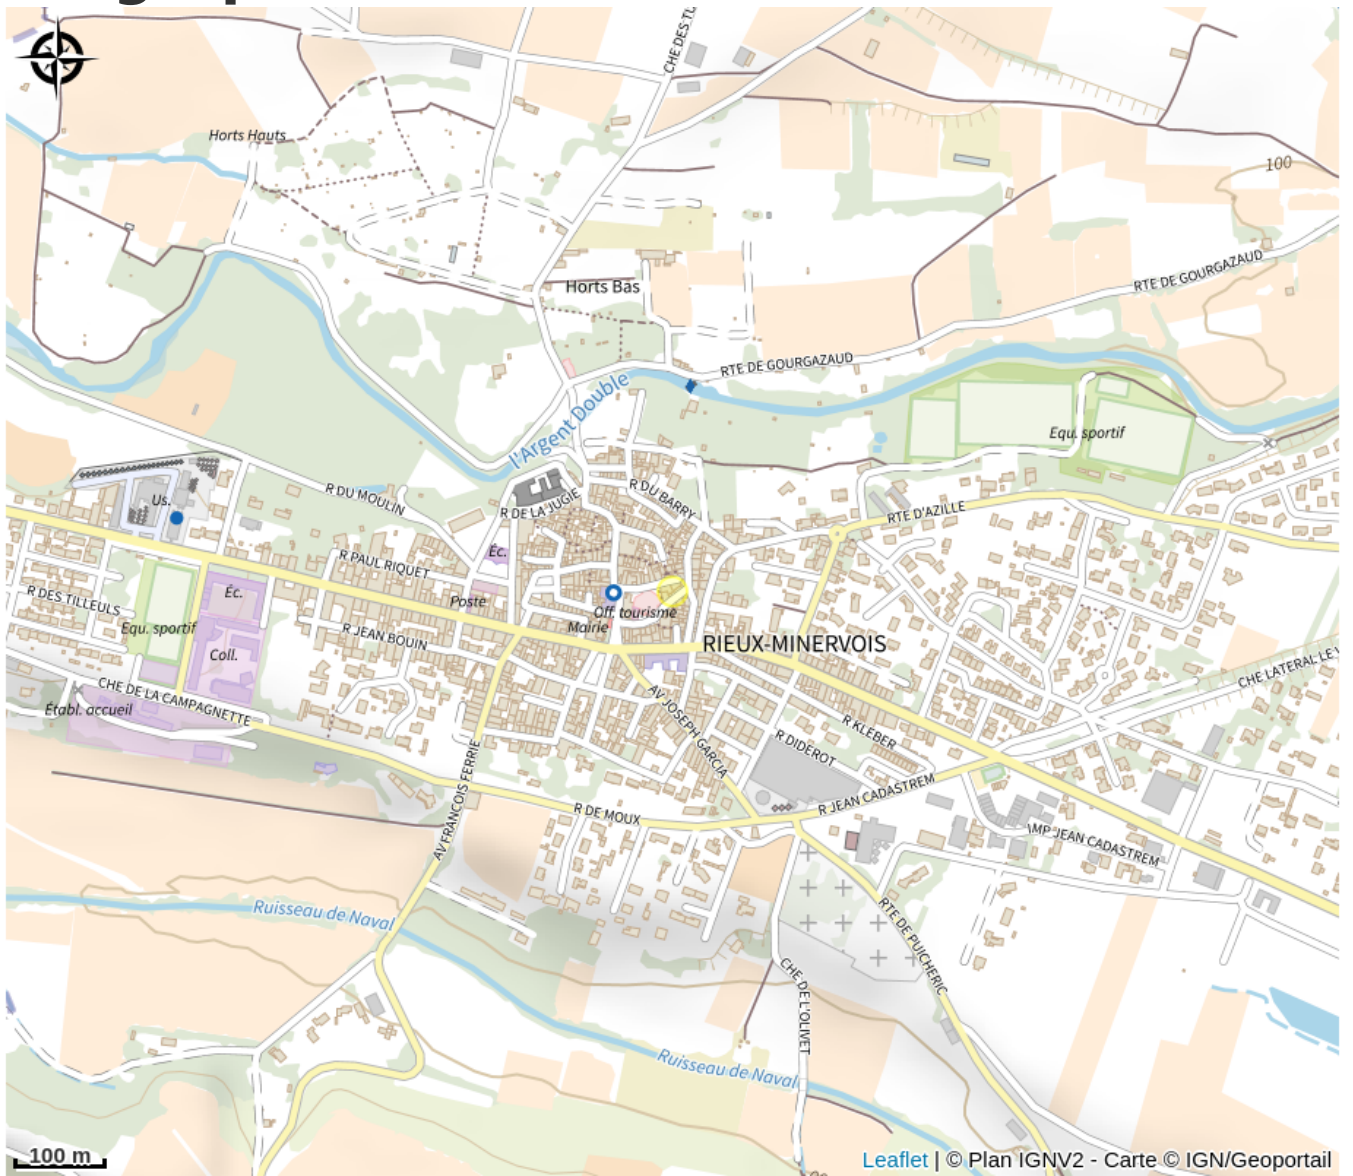 CHE DES TU
Horts Hauts
100
RTE DE GOURGAZAUD
Horts Bas
RTE DE GOURGAZAUD
l'Argent Double
Equ. sportif
Us.
R DU MOULIN
R DE LA JUGIE
R DU BARRY
RTE D'AZILLE
Éc.
R PAUL RIQUET
Éc.
R DES TILLEULS
Poste
Off. tourisme
Mairie
Equ. sportif
R JEAN BOUIN
RIEUX-MINERVOIS
Coll.
CHE LATERAL LE
CHE DE LA CAMPAGNETTE
Établ. accueil
AV JOSEPH GARCIA
R KLEBER
R DIDEROT
AV FRANCOIS FERRIE
R DE MOUX
R JEAN CADASTREM
IMP JEAN CADASTREM
Ruisseau de Naval
RTE DE PUICHERIC
CHE DE L'OLIVET
Ruisseau de Naval
100 m
Leaflet | © Plan IGNV2 - Carte © IGN/Geoportail